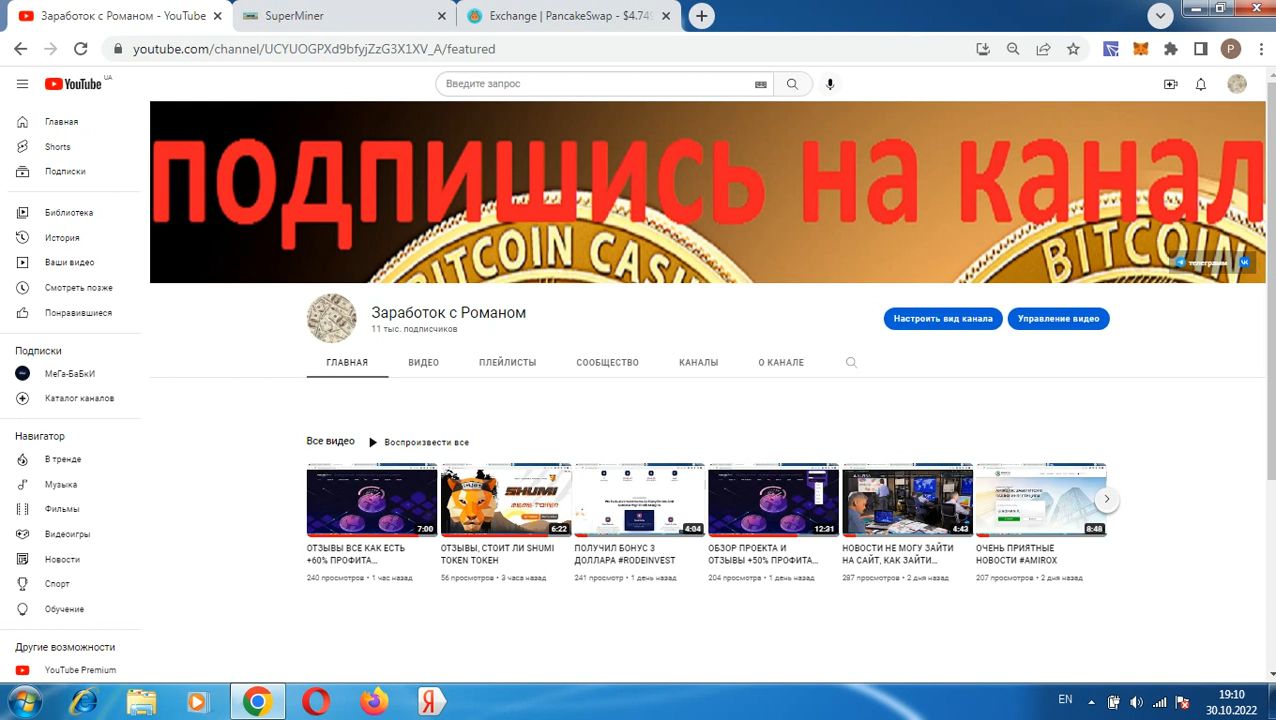 Заработок с Романом - YouTube
SuperMiner
Exchange | PancakeSwap - $4.74
youtube.com/channel/UCYUOGPXd9bfyjZzG3X1XV_A/featured
P
YouTube UA
Введите запрос
Главная
Shorts
Подписки
Библиотека
История
Ваши видео
Смотреть позже
Понравившиеся
Подписки
МеГа-БаБкИ
Каталог каналов
Навигатор
В тренде
Музыка
Фильмы
Видеоигры
Новости
Спорт
Обучение
Другие возможности
YouTube Premium
подпишись на канал
BITCOIN CASH
BITCOIN
телеграмм
Заработок с Романом
11 тыс. подписчиков
Настроить вид канала
Управление видео
ГЛАВНАЯ
ВИДЕО
ПЛЕЙЛИСТЫ
СООБЩЕСТВО
КАНАЛЫ
О КАНАЛЕ
Все видео
Воспроизвести все
7:00
ОТЗЫВЫ ВСЕ КАК ЕСТЬ
+60% ПРОФИТА...
240 просмотров • 1 час назад
SHUMI
MEME TOKEN
6:22
ОТЗЫВЫ, СТОИТ ЛИ SHUMI
TOKEN ТОКЕН
56 просмотров • 3 часа назад
4:04
ПОЛУЧИЛ БОНУС 3
ДОЛЛАРА #RODEINVEST
241 просмотр • 1 день назад
12:31
ОБЗОР ПРОЕКТА И
ОТЗЫВЫ +50% ПРОФИТА...
204 просмотра • 1 день назад
4:43
НОВОСТИ НЕ МОГУ ЗАЙТИ
НА САЙТ, КАК ЗАЙТИ...
287 просмотров • 2 дня назад
8:48
ОЧЕНЬ ПРИЯТНЫЕ
НОВОСТИ #AMIROX
207 просмотров • 2 дня назад
EN
19:10
30.10.2022